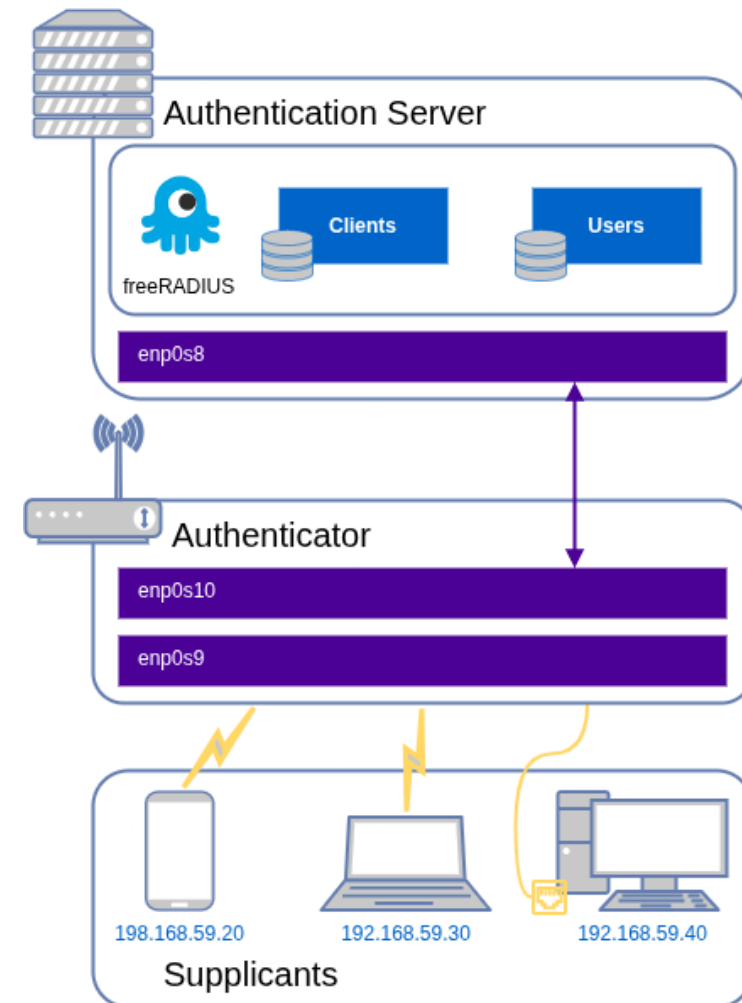 Authentication Server
Clients
Users
freeRADIUS
enp0s8
Authenticator
enp0s10
enp0s9
198.168.59.20
192.168.59.30
192.168.59.40
Supplicants